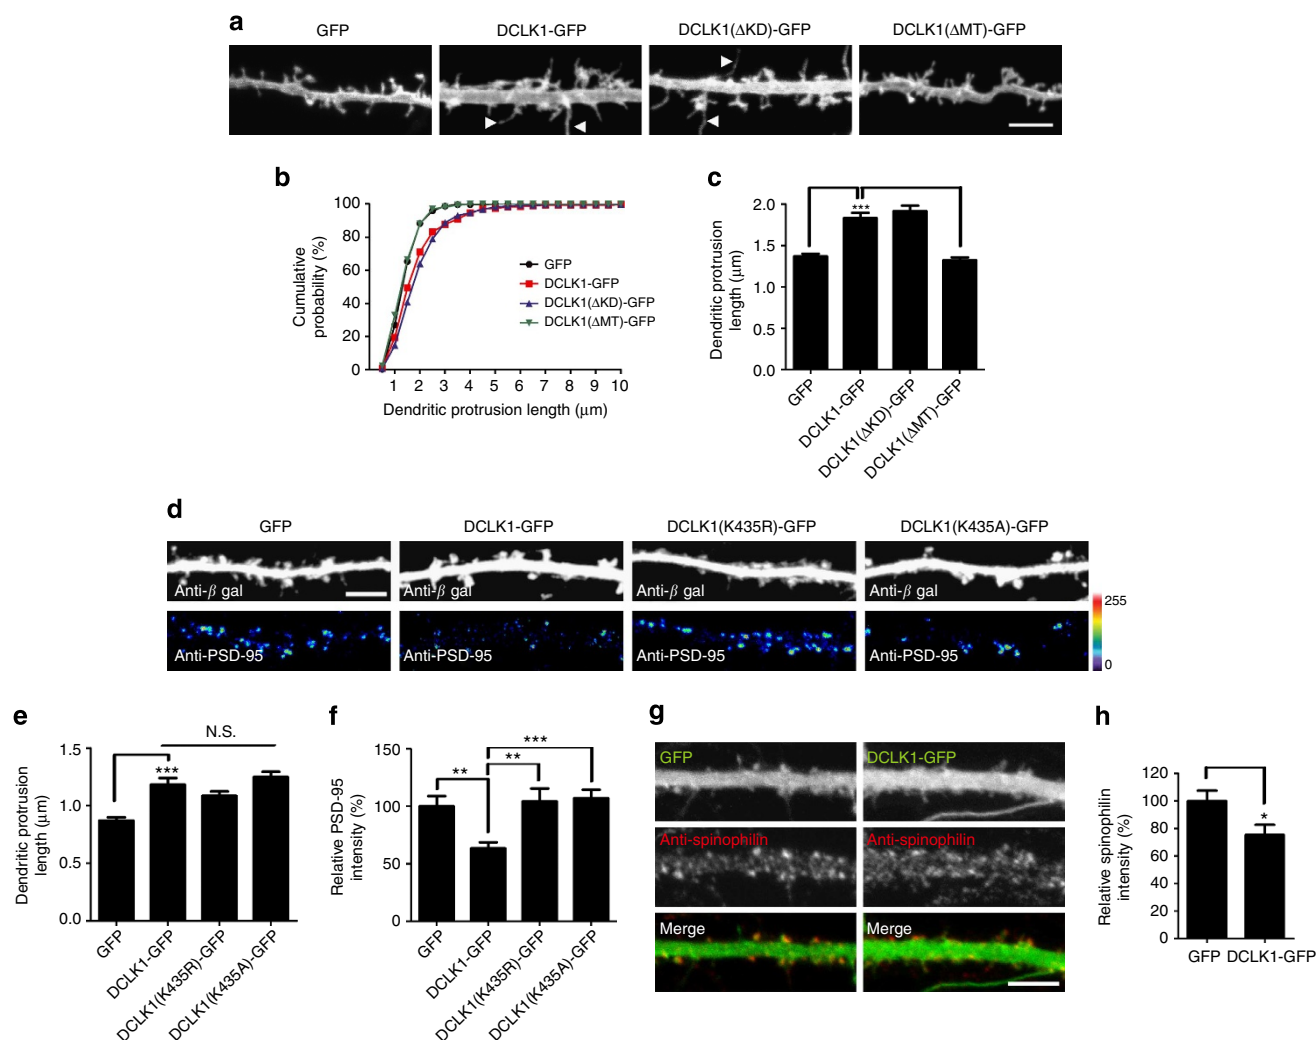 a
GFP
DCLK1-GFP
DCLK1(ΔKD)-GFP
DCLK1(ΔMT)-GFP
b
Cumulative
probability (%)
100
80
60
40
20
0
GFP
DCLK1-GFP
DCLK1(ΔKD)-GFP
DCLK1(ΔMT)-GFP
1 2 3 4 5 6 7 8 9 10
Dendritic protrusion length (μm)
c
Dendritic protrusion
length (μm)
2.0
1.5
1.0
0.5
0.0
***
GFP
DCLK1-GFP
DCLK1(ΔKD)-GFP
DCLK1(ΔMT)-GFP
d
GFP
DCLK1-GFP
DCLK1(K435R)-GFP
DCLK1(K435A)-GFP
Anti-β gal
Anti-β gal
Anti-β gal
Anti-β gal
Anti-PSD-95
Anti-PSD-95
Anti-PSD-95
Anti-PSD-95
255
0
e
Dendritic protrusion
length (μm)
1.5
1.0
0.5
0.0
***
N.S.
GFP
DCLK1-GFP
DCLK1(K435R)-GFP
DCLK1(K435A)-GFP
f
Relative PSD-95
intensity (%)
150
100
50
0
**
**
***
GFP
DCLK1-GFP
DCLK1(K435R)-GFP
DCLK1(K435A)-GFP
g
GFP
DCLK1-GFP
Anti-spinophilin
Anti-spinophilin
Merge
Merge
h
Relative spinophilin
intensity (%)
120
100
80
60
40
20
0
*
GFP
DCLK1-GFP